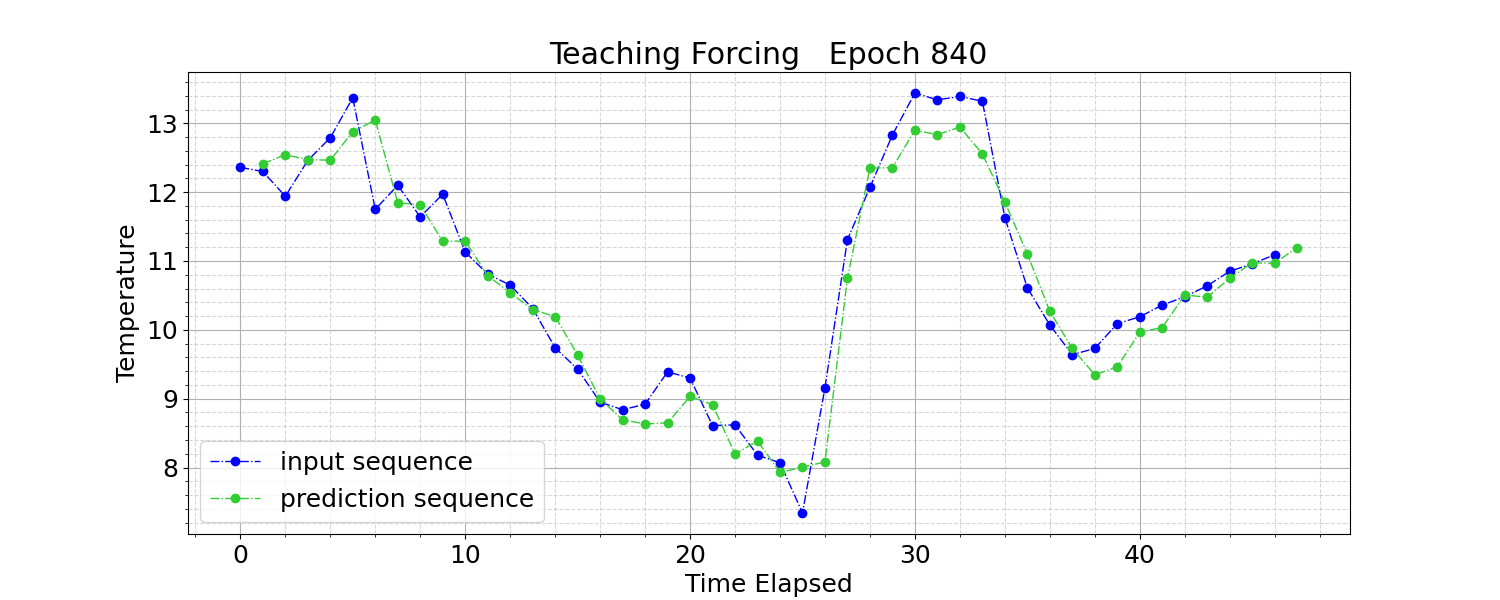 Teaching Forcing   Epoch 840
Temperature
13
12
11
10
9
8
input sequence
prediction sequence
0 10 20 30 40
Time Elapsed